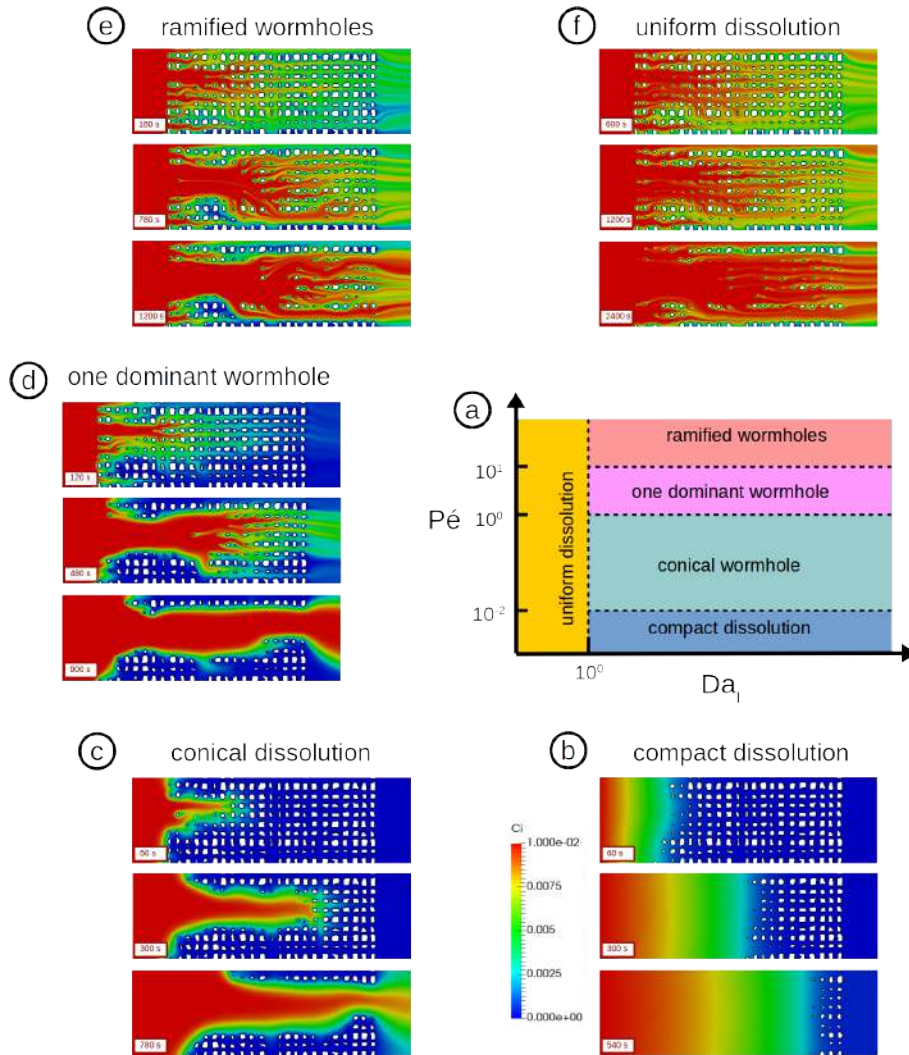 e ramified wormholes
180 s
780 s
1200 s
f uniform dissolution
600 s
1200 s
2400 s
d one dominant wormhole
120 s
480 s
900 s
a
Pé
10¹
10⁰
10⁻²
uniform dissolution
ramified wormholes
one dominant wormhole
conical wormhole
compact dissolution
10⁰
Da_I
c conical dissolution
300 s
780 s
Ci
1.000e-02
0.0075
0.005
0.0025
0.000e+00
b compact dissolution
60 s
300 s
540 s